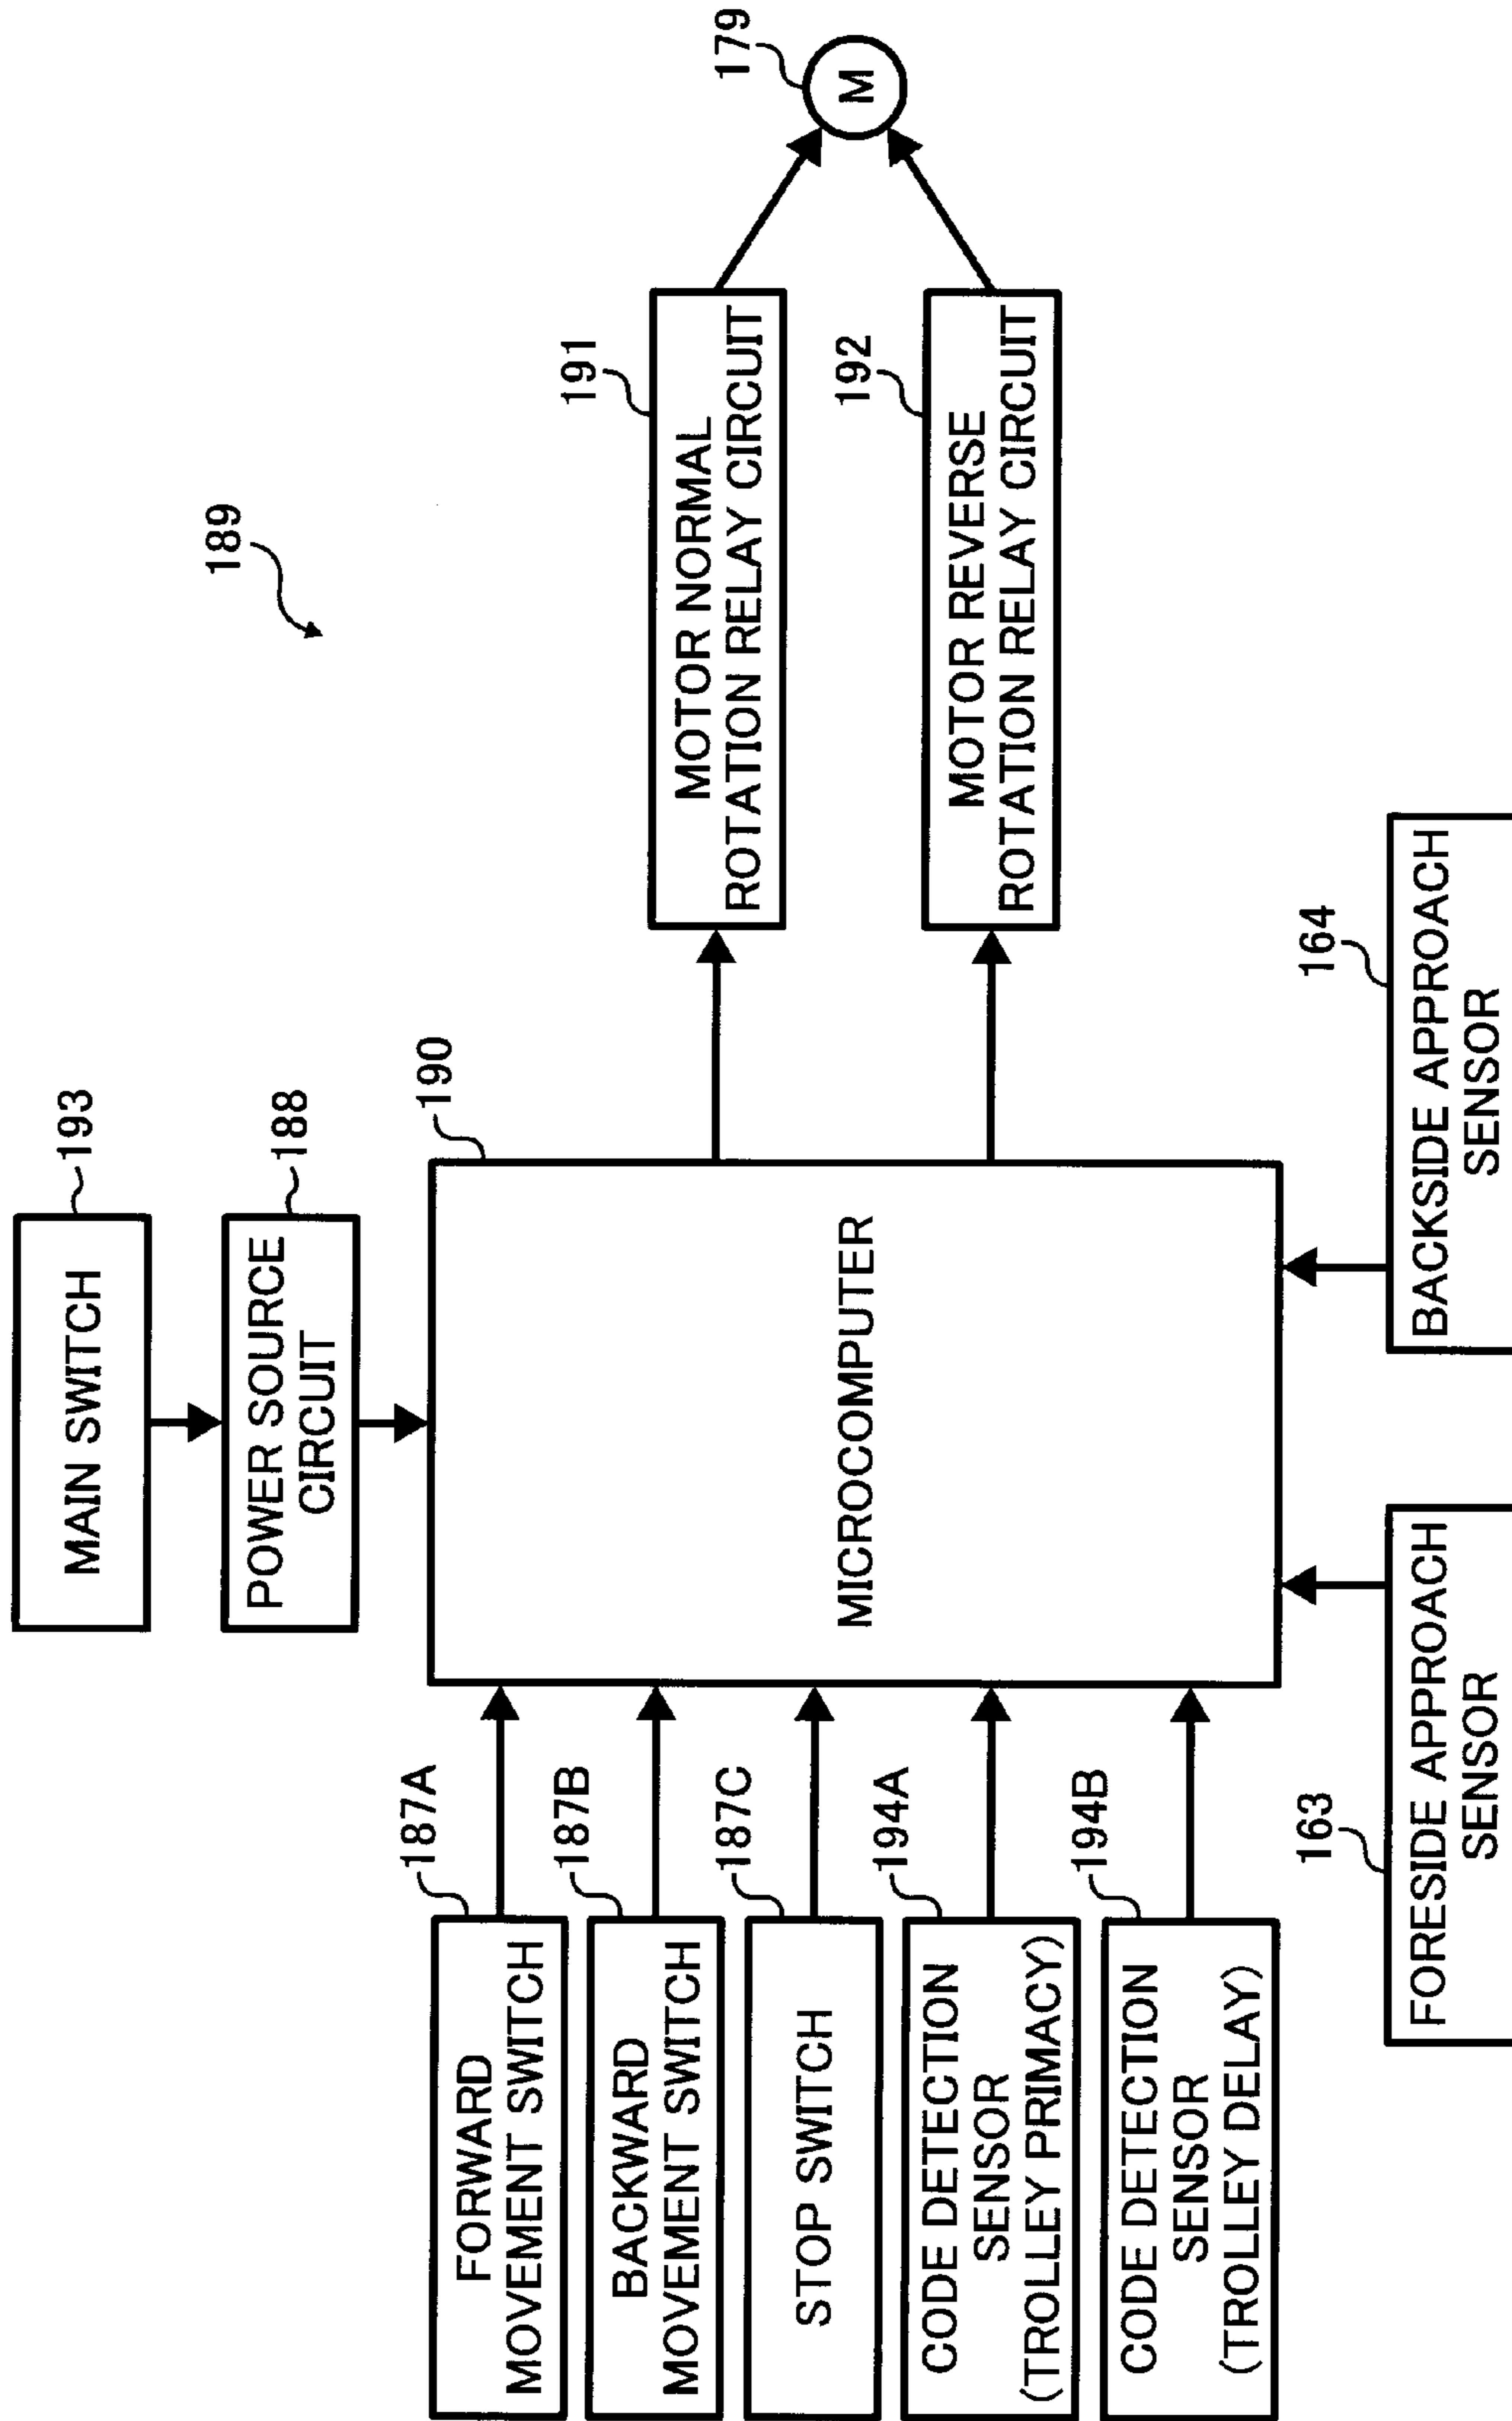 189
MAIN SWITCH
193
POWER SOURCE
CIRCUIT
188
187A
FORWARD
MOVEMENT SWITCH
187B
BACKWARD
MOVEMENT SWITCH
187C
STOP SWITCH
194A
CODE DETECTION
SENSOR
(TROLLEY PRIMACY)
194B
CODE DETECTION
SENSOR
(TROLLEY DELAY)
190
MICROCOMPUTER
191
MOTOR NORMAL
ROTATION RELAY CIRCUIT
192
MOTOR REVERSE
ROTATION RELAY CIRCUIT
179
M
163
FORESIDE APPROACH
SENSOR
164
BACKSIDE APPROACH
SENSOR